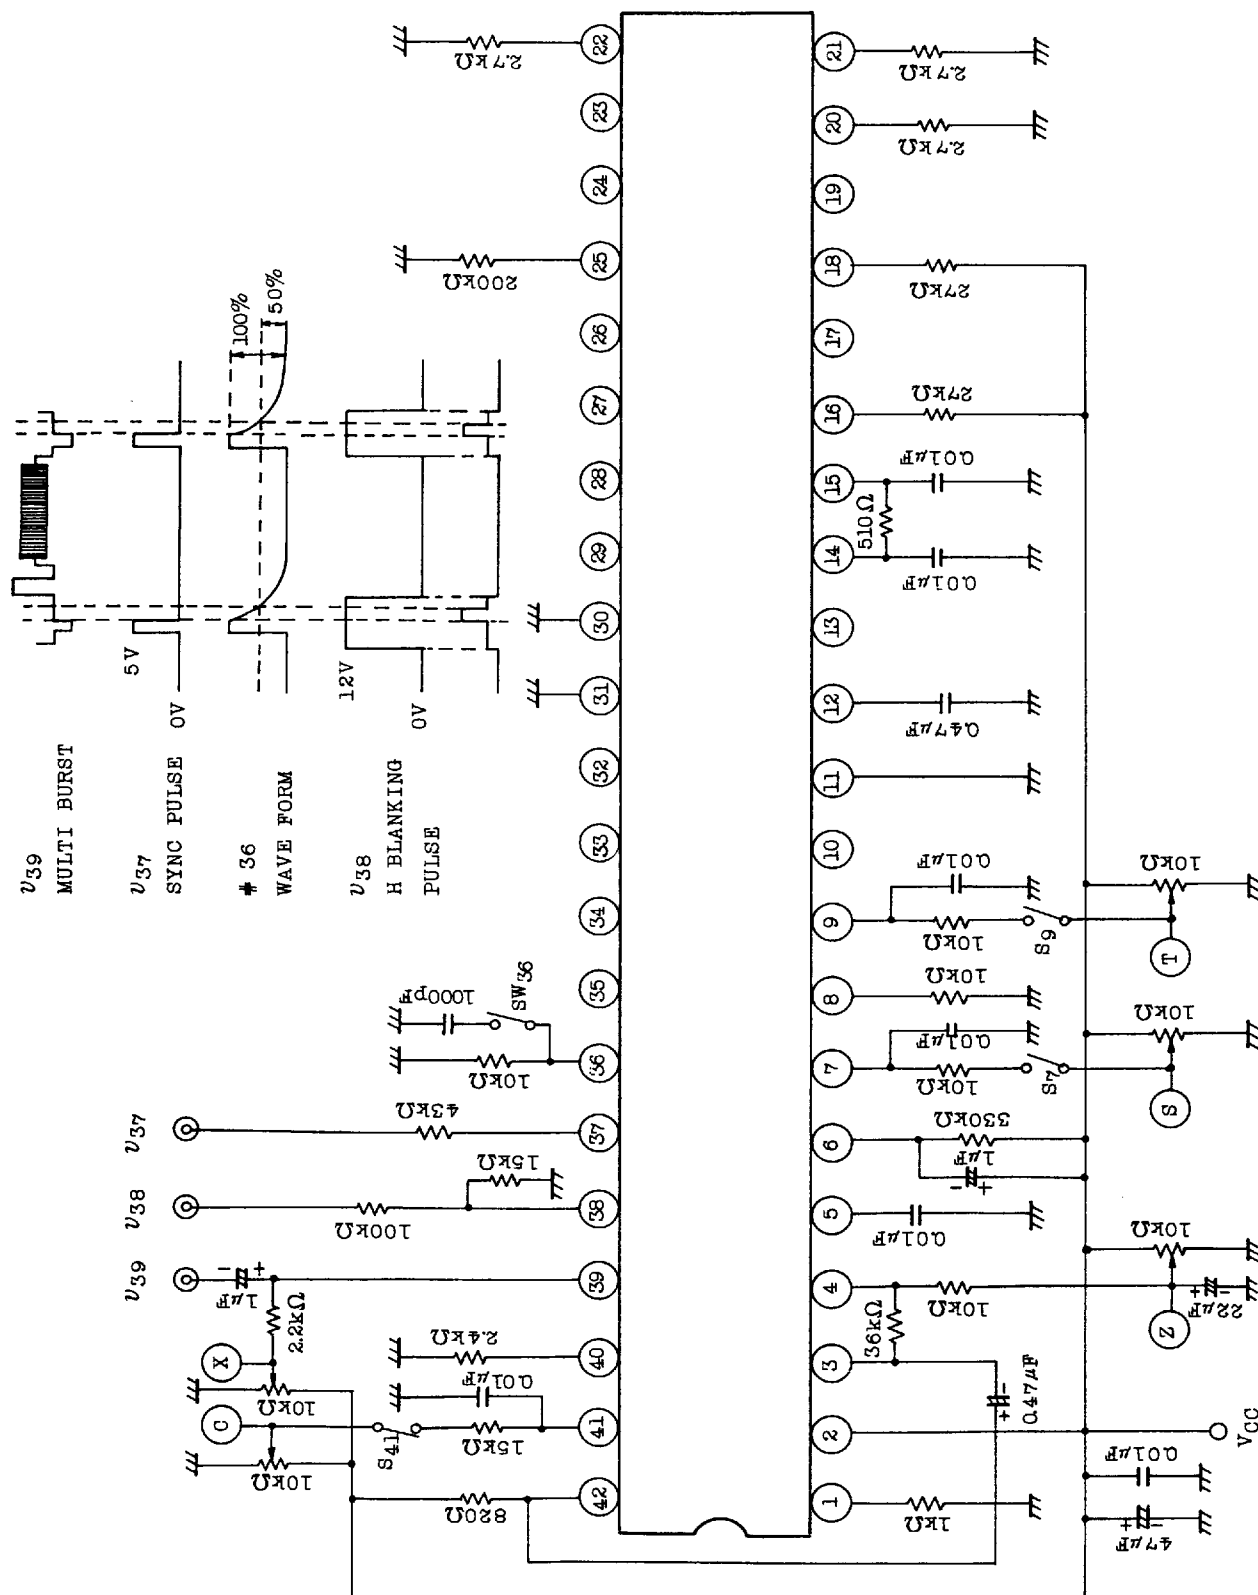 v39
MULTI BURST
v37
SYNC PULSE
5V
0V
# 36
WAVE FORM
100%
50%
v38
H BLANKING
PULSE
12V
0V
v39
v38
v37
1μF
- +
2.2kΩ
X
10kΩ
C
10kΩ
S41
15kΩ
0.01μF
2.4kΩ
820Ω
100kΩ
15kΩ
43kΩ
10kΩ
1000pF
SW36
200kΩ
2.7kΩ
42
41
40
39
38
37
36
35
34
33
32
31
30
29
28
27
26
25
24
23
22
1
2
3
4
5
6
7
8
9
10
11
12
13
14
15
16
17
18
19
20
21
1kΩ
36kΩ
10kΩ
0.01μF
- +
1μF
330kΩ
10kΩ
0.01μF
S7
10kΩ
10kΩ
0.01μF
S9
0.47μF
0.01μF
510Ω
0.01μF
27kΩ
27kΩ
2.7kΩ
2.7kΩ
+ -
0.47μF
+ -
47μF
0.01μF
VCC
Z
+ -
22μF
10kΩ
S
10kΩ
T
10kΩ